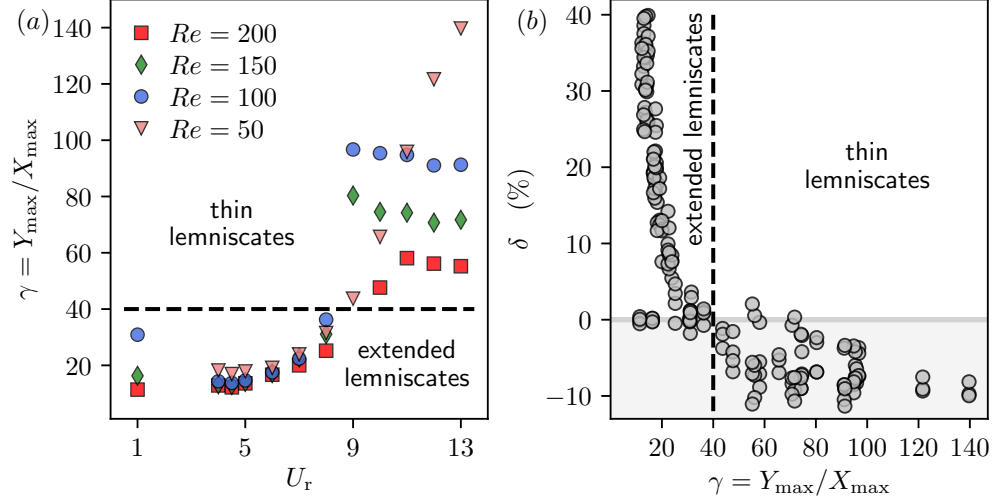 (a)
γ = Y_max/X_max
140
120
100
80
60
40
20
Re = 200
Re = 150
Re = 100
Re = 50
thin
lemniscates
extended
lemniscates
1
5
9
13
U_r
(b)
δ (%)
40
30
20
10
0
−10
extended lemniscates
thin
lemniscates
20
40
60
80
100
120
140
γ = Y_max/X_max